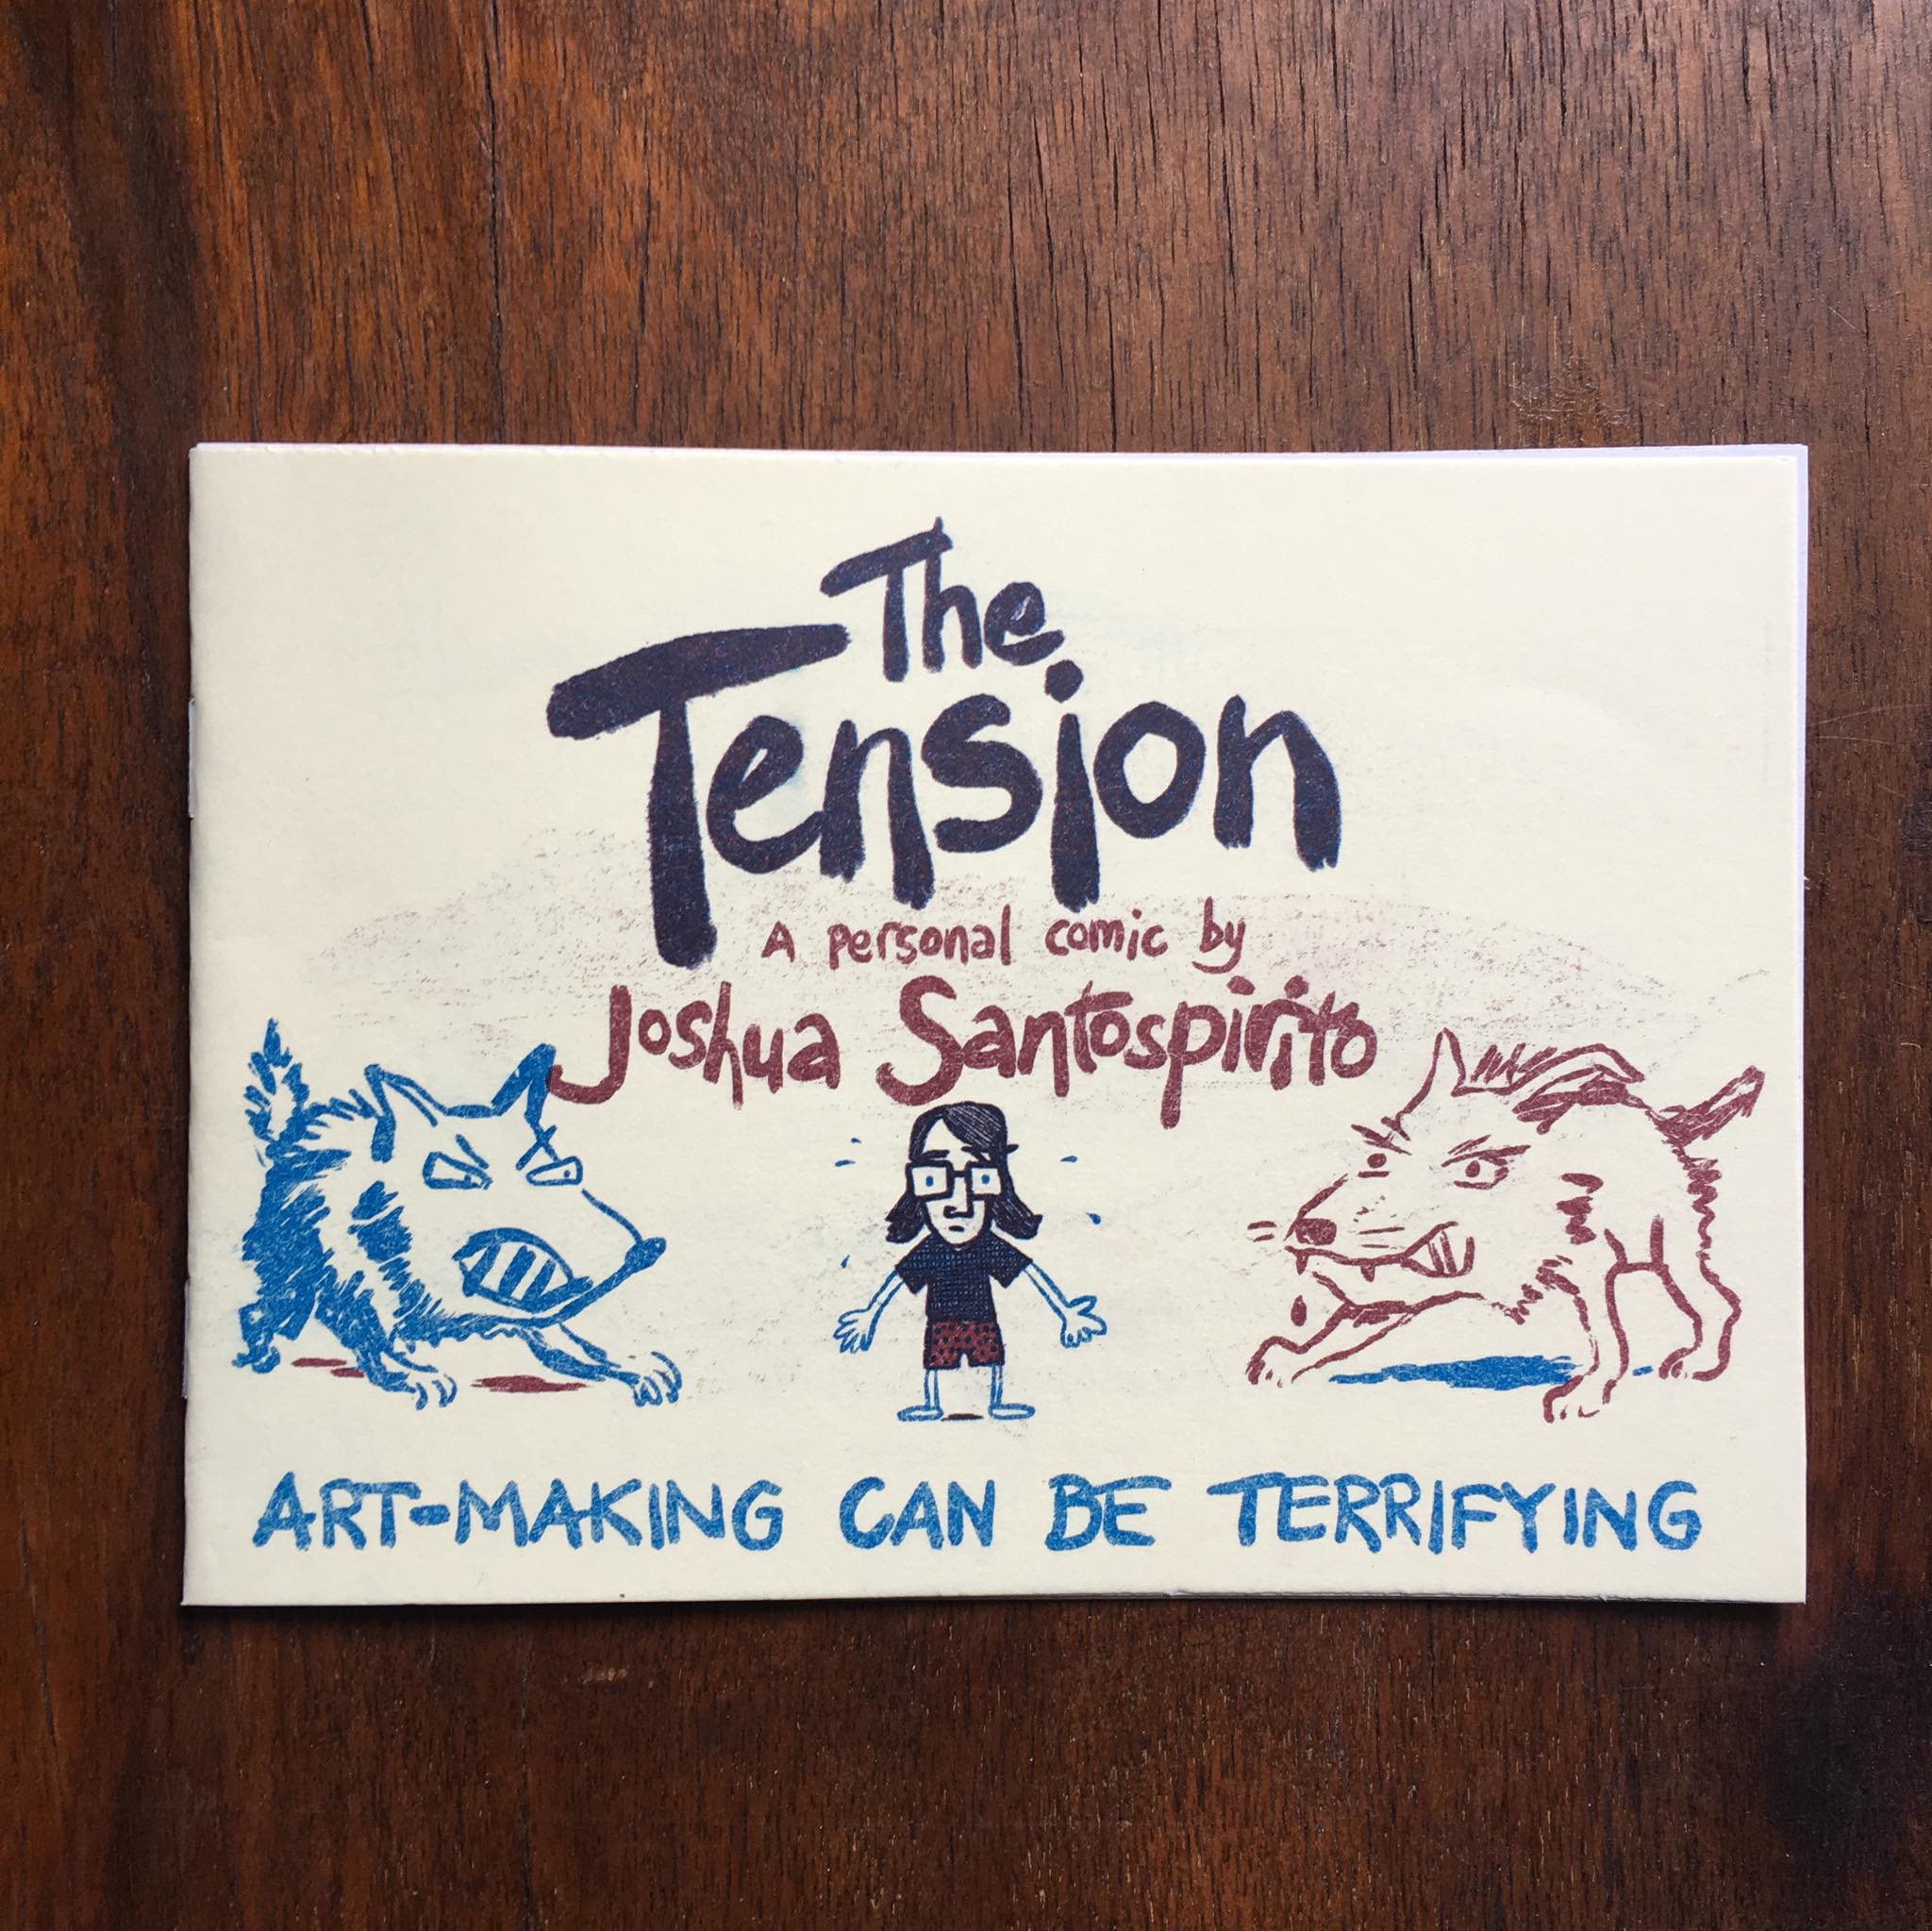 The
Tension
A personal comic by
Joshua Santospirito
ART-MAKING CAN BE TERRIFYING